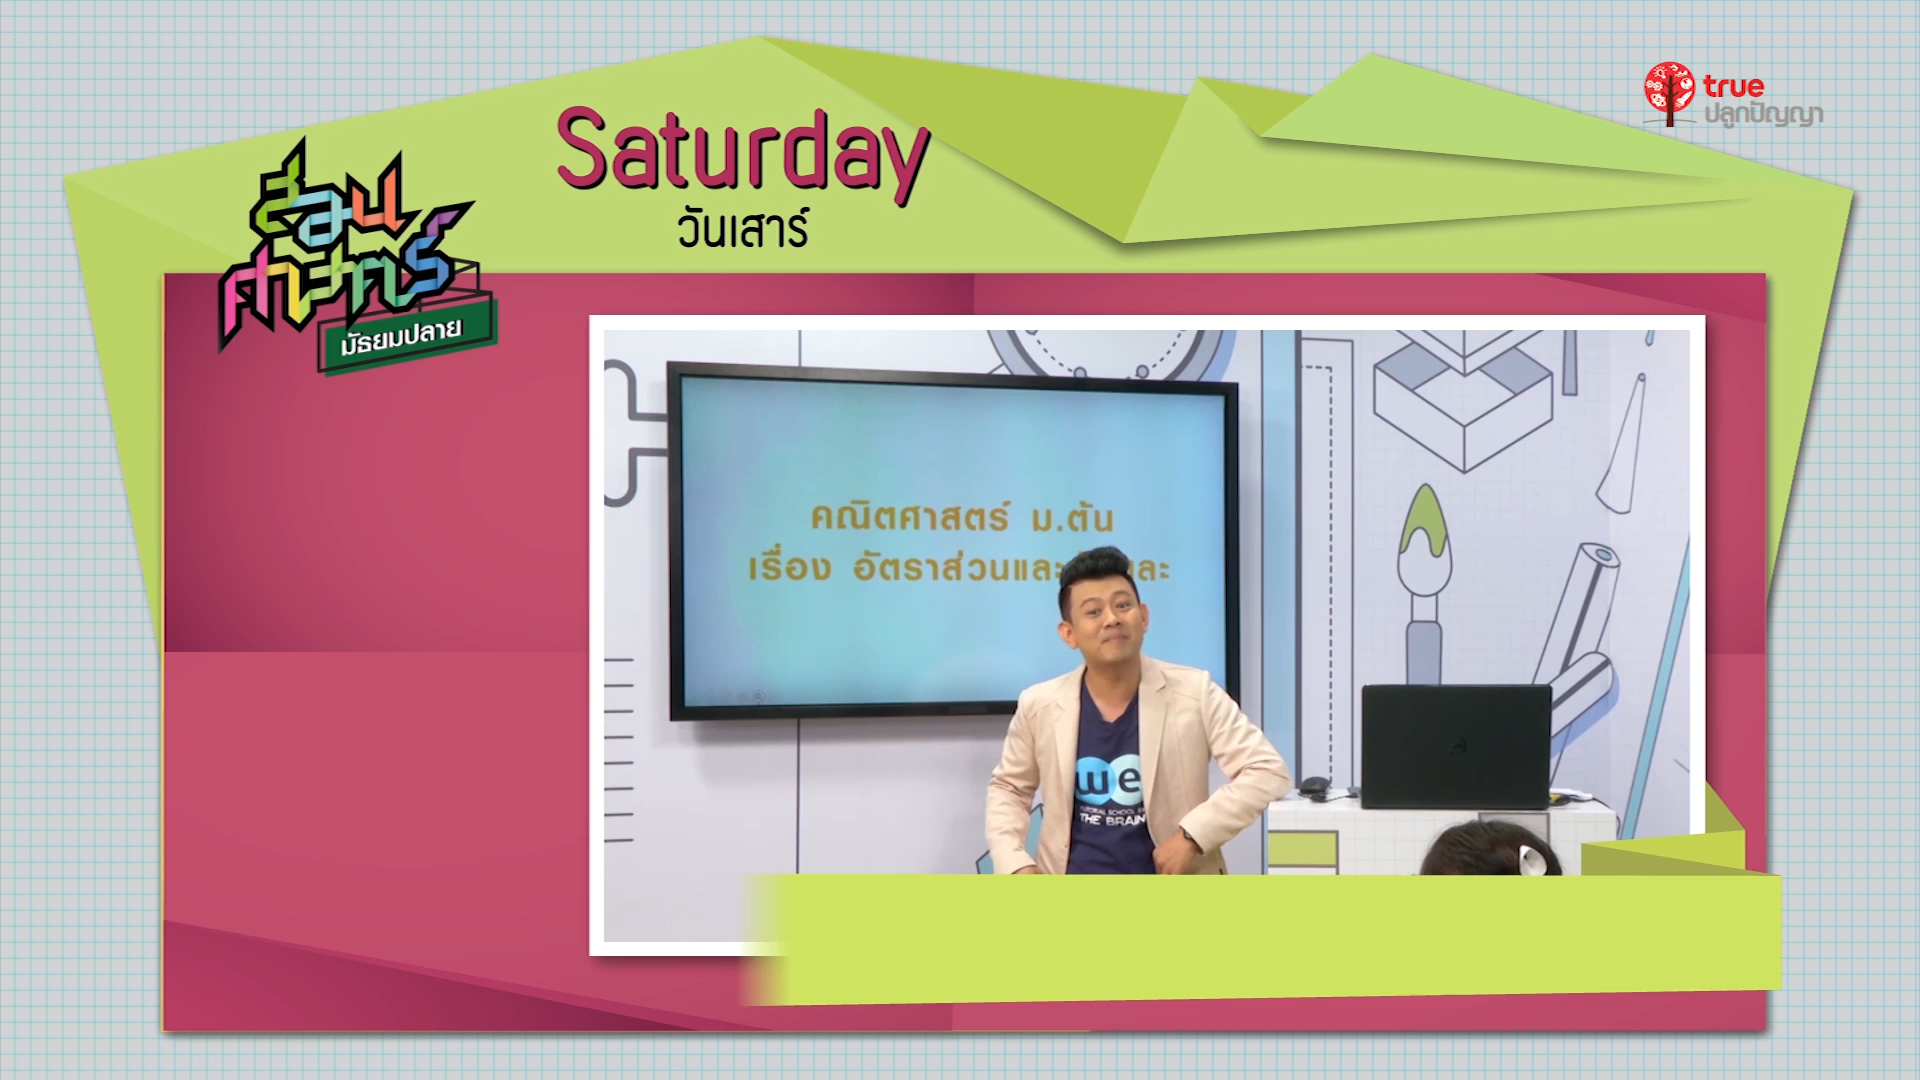 Saturday
วันเสาร์
true
ปลูกปัญญา
สอน
ศาสตร์
มัธยมปลาย
คณิตศาสตร์ ม.ต้น
เรื่อง อัตราส่วนและ
we
THE BRAIN